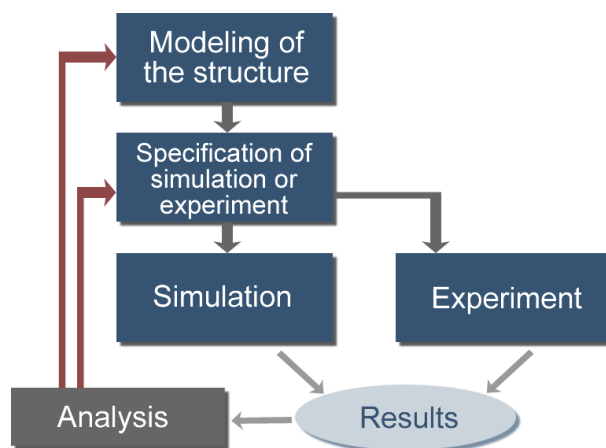 Modeling of
the structure
Specification of
simulation or
experiment
Simulation
Experiment
Analysis
Results